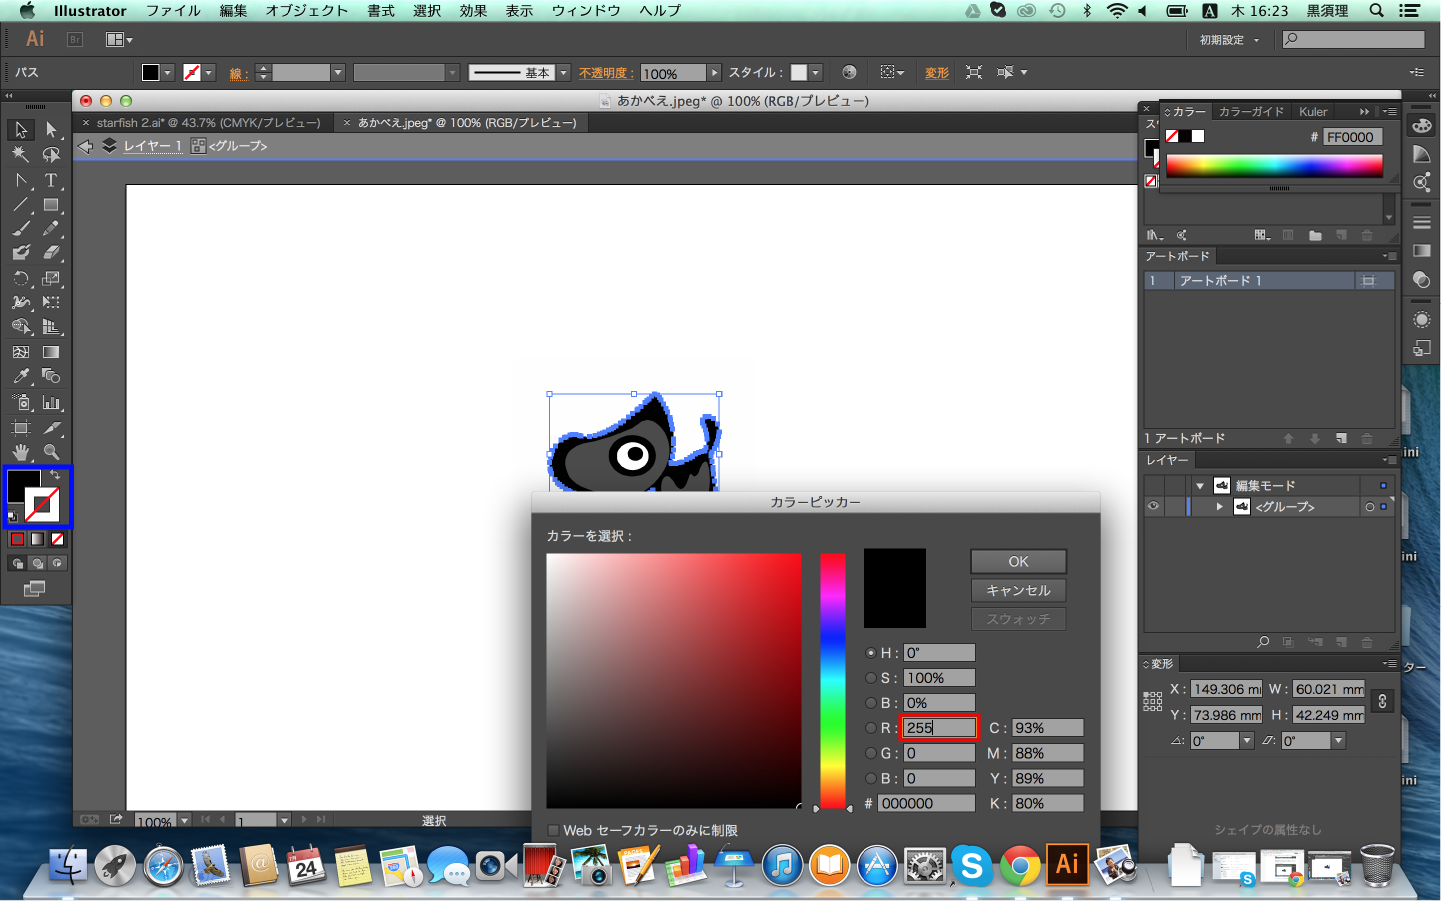 Illustrator ファイル 編集 オブジェクト 書式 選択 効果 表示 ウィンドウ ヘルプ
A 木 16:23 黒須理
Ai Br 初期設定
パス 線 : 基本 不透明度 : 100% スタイル : 変形
あかべえ.jpeg* @ 100% (RGB/プレビュー)
× starfish 2.ai* @ 43.7% (CMYK/プレビュー) × あかべえ.jpeg* @ 100% (RGB/プレビュー)
レイヤー 1 <グループ>
カラー カラーガイド Kuler
# FF0000
アートボード
1 アートボード 1
1 アートボード
レイヤー
編集モード
<グループ>
変形
X : 149.306 mi W : 60.021 mm
Y : 73.986 mm H : 42.249 mm
0° 0°
シェイプの属性なし
カラーピッカー
カラーを選択 :
OK
キャンセル
スウォッチ
H : 0°
S : 100%
B : 0%
R : 255 C : 93%
G : 0 M : 88%
B : 0 Y : 89%
# 000000 K : 80%
Web セーフカラーのみに制限
100% 1 選択
ini
ini
ター
ini
24
Ai